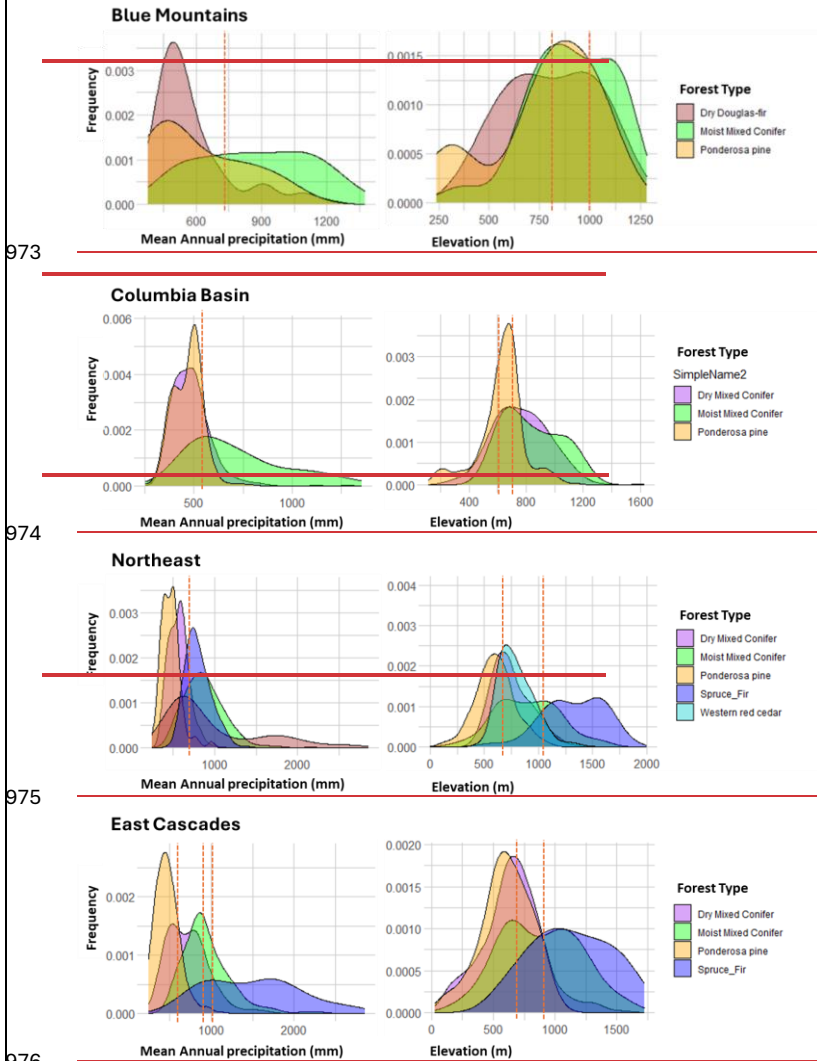 Blue Mountains
0.003
0.002
0.001
0.000
Frequency
600 900 1200
Mean Annual precipitation (mm)
0.0015
0.0010
0.0005
0.0000
250 500 750 1000 1250
Elevation (m)
Forest Type
Dry Douglas-fir
Moist Mixed Conifer
Ponderosa pine
973
Columbia Basin
0.006
0.004
0.002
0.000
Frequency
500 1000
Mean Annual precipitation (mm)
0.003
0.002
0.001
0.000
400 800 1200 1600
Elevation (m)
Forest Type
SimpleName2
Dry Mixed Conifer
Moist Mixed Conifer
Ponderosa pine
974
Northeast
0.003
0.002
0.001
0.000
Frequency
1000 2000
Mean Annual precipitation (mm)
0.004
0.003
0.002
0.001
0.000
0 500 1000 1500 2000
Elevation (m)
Forest Type
Dry Mixed Conifer
Moist Mixed Conifer
Ponderosa pine
Spruce_Fir
Western red cedar
975
East Cascades
0.002
0.001
0.000
Frequency
1000 2000
Mean Annual precipitation (mm)
0.0020
0.0015
0.0010
0.0005
0.0000
0 500 1000 1500
Elevation (m)
Forest Type
Dry Mixed Conifer
Moist Mixed Conifer
Ponderosa pine
Spruce_Fir
976